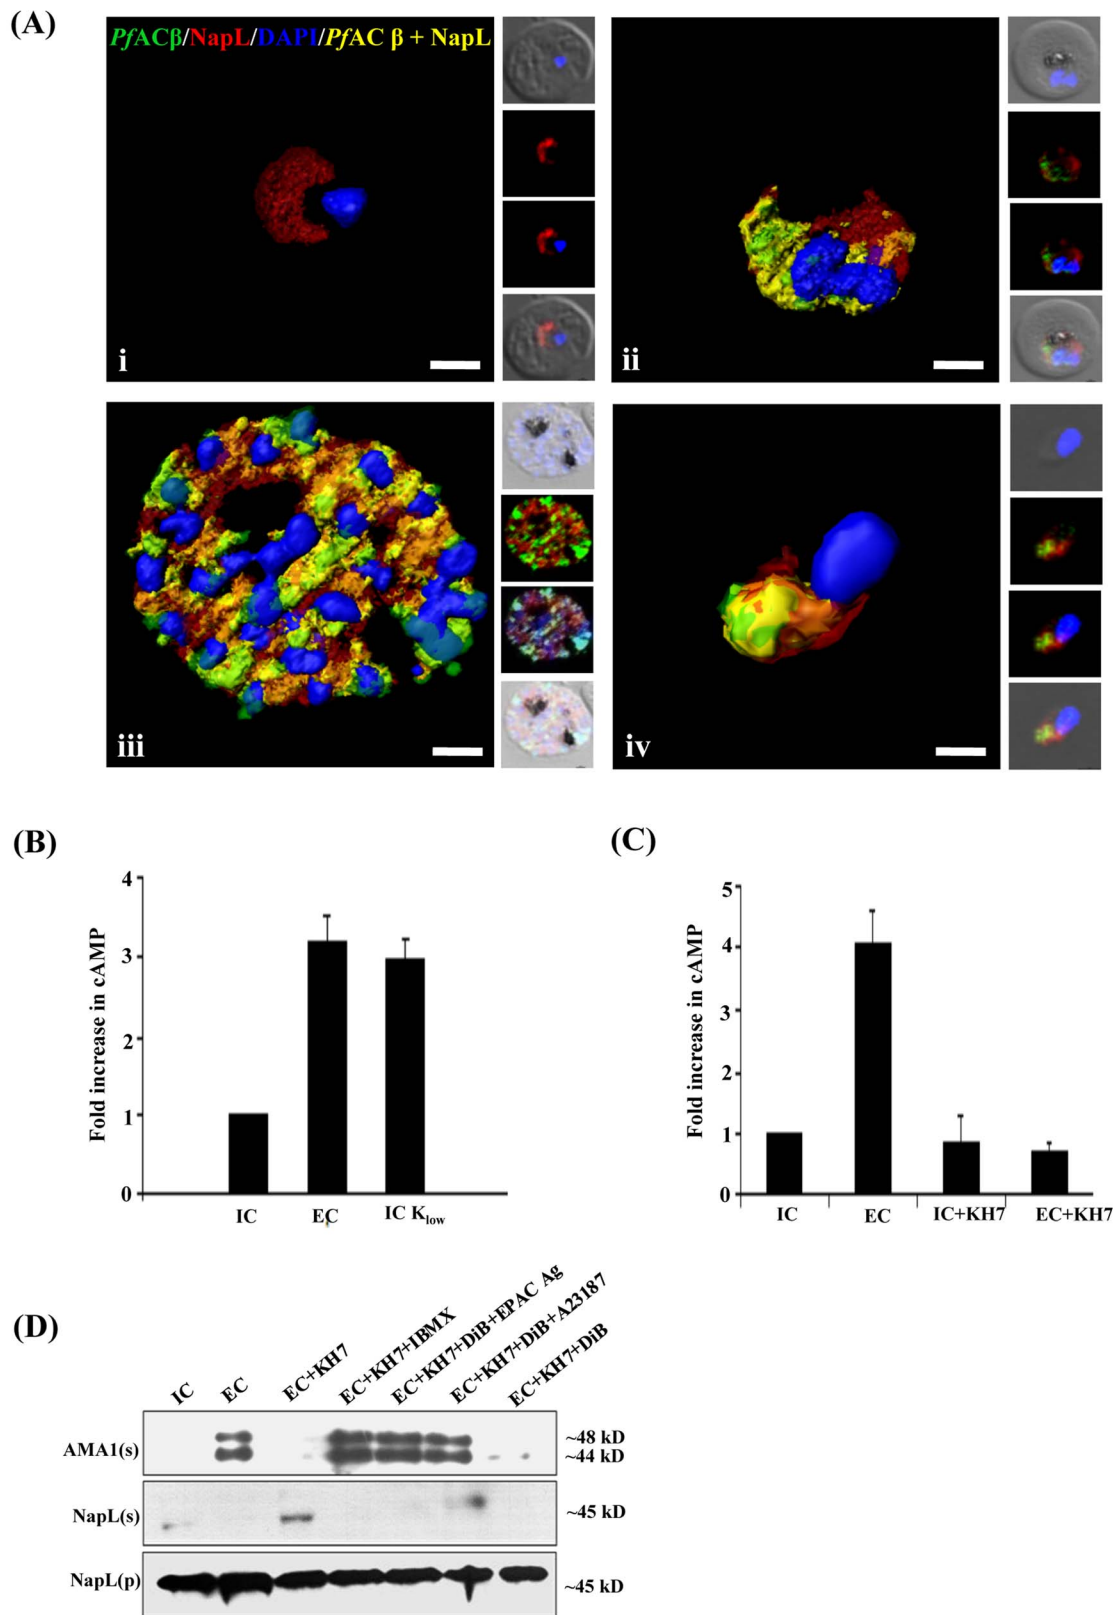 (A)
PfACβ/NapL/DAPI/PfAC β + NapL
i
ii
iii
iv
(B)
Fold increase in cAMP
4
3
2
1
0
IC
EC
IC Klow
(C)
Fold increase in cAMP
5
4
3
2
1
0
IC
EC
IC+KH7
EC+KH7
(D)
IC
EC
EC+KH7
EC+KH7+IBMX
EC+KH7+DiB+EPAC Ag
EC+KH7+DiB+A23187
EC+KH7+DiB
AMA1(s)
~48 kD
~44 kD
NapL(s)
~45 kD
NapL(p)
~45 kD